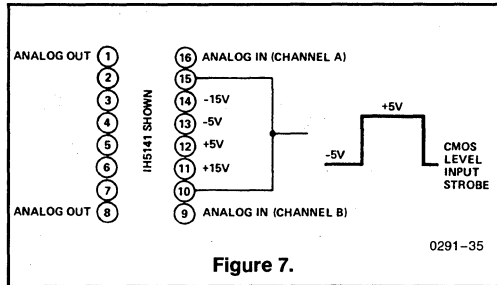 ANALOG OUT 1
2
3
4
5
6
7
ANALOG OUT 8
IH5141 SHOWN
16 ANALOG IN (CHANNEL A)
15
14 -15V
13 -5V
12 +5V
11 +15V
10
9 ANALOG IN (CHANNEL B)
+5V
-5V
CMOS
LEVEL
INPUT
STROBE
0291-35
Figure 7.